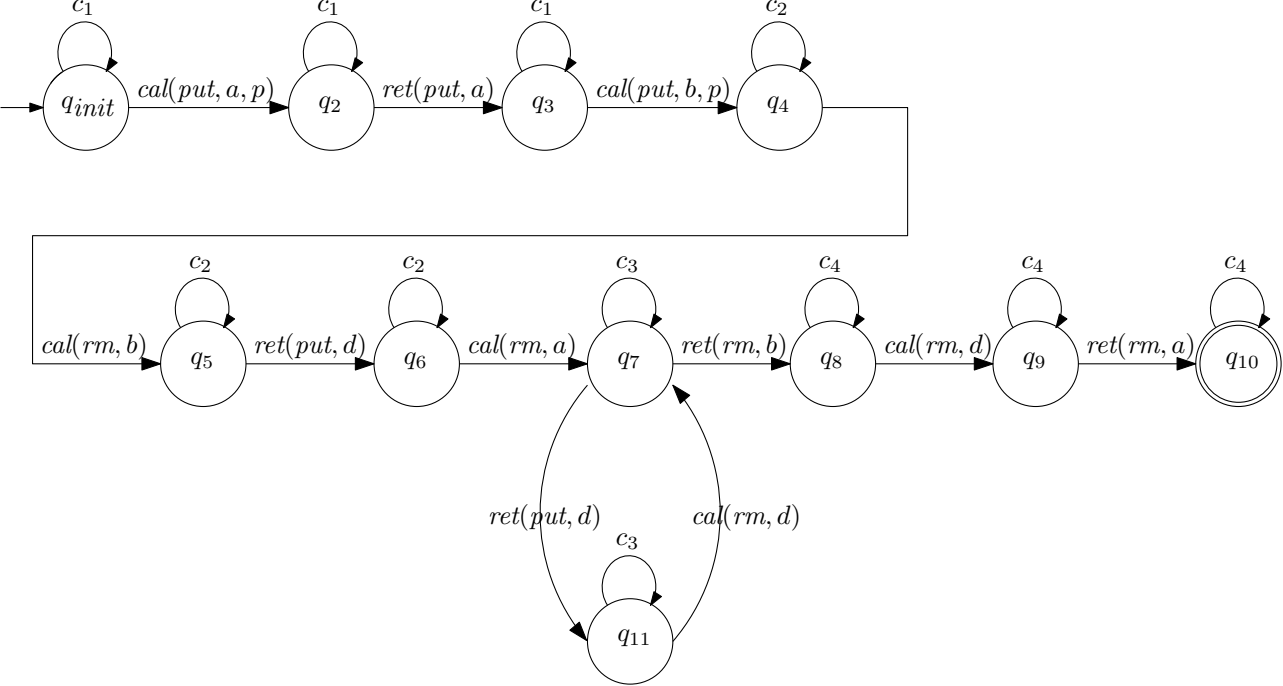 c1 c1 c1 c2
cal(put, a, p) ret(put, a) cal(put, b, p)
qinit q2 q3 q4
c2 c2 c3 c4 c4 c4
cal(rm, b) ret(put, d) cal(rm, a) ret(rm, b) cal(rm, d) ret(rm, a)
q5 q6 q7 q8 q9 q10
ret(put, d) cal(rm, d)
c3
q11